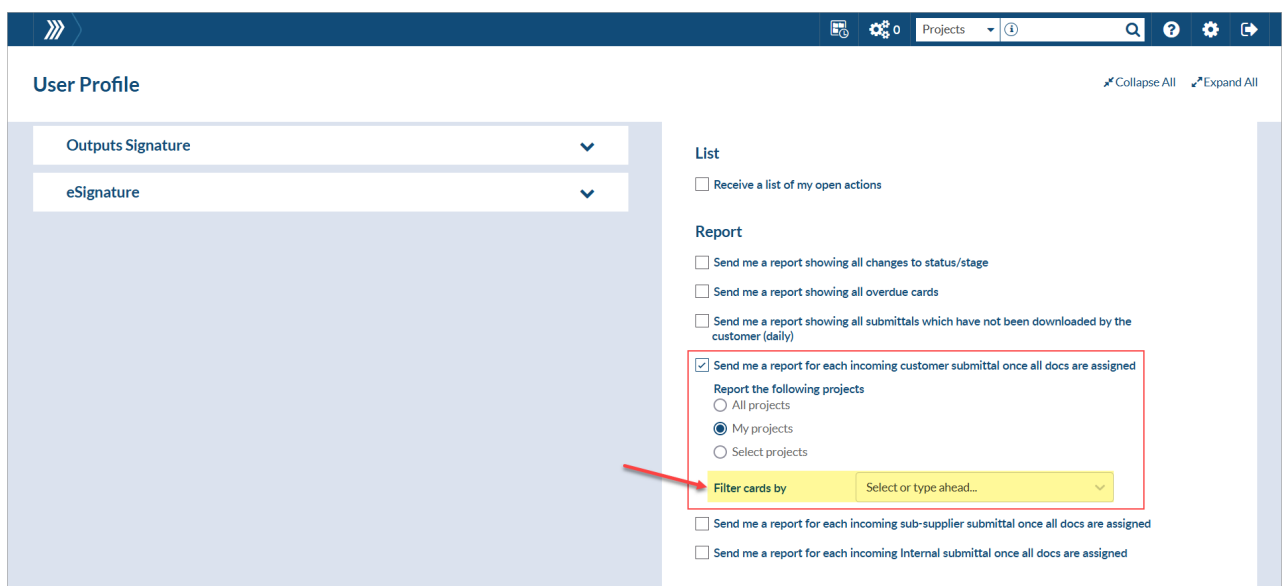 0 Projects
User Profile
Collapse All Expand All
Outputs Signature
eSignature
List
Receive a list of my open actions
Report
Send me a report showing all changes to status/stage
Send me a report showing all overdue cards
Send me a report showing all submittals which have not been downloaded by the
customer (daily)
Send me a report for each incoming customer submittal once all docs are assigned
Report the following projects
All projects
My projects
Select projects
Filter cards by Select or type ahead...
Send me a report for each incoming sub-supplier submittal once all docs are assigned
Send me a report for each incoming Internal submittal once all docs are assigned